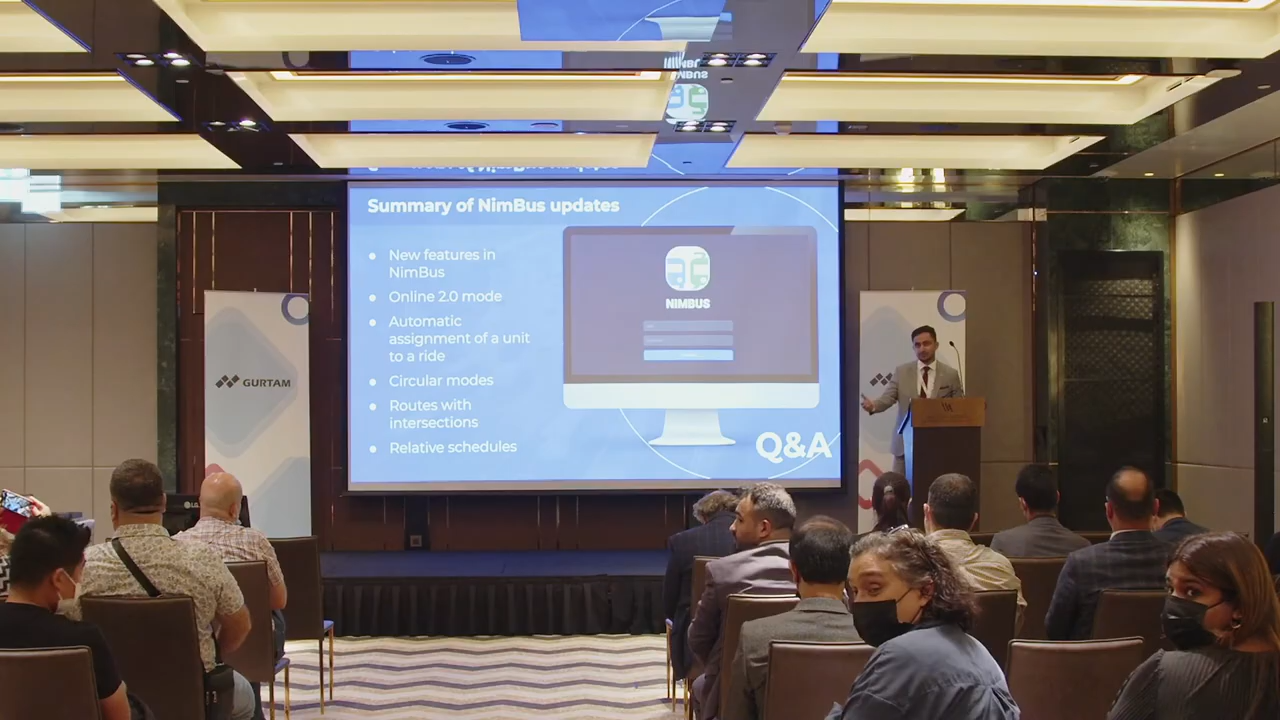 Summary of NimBus updates
New features in
NimBus
Online 2.0 mode
Automatic
assignment of a unit
to a ride
Circular modes
Routes with
intersections
Relative schedules
NIMBUS
Q&A
GURTAM
LG